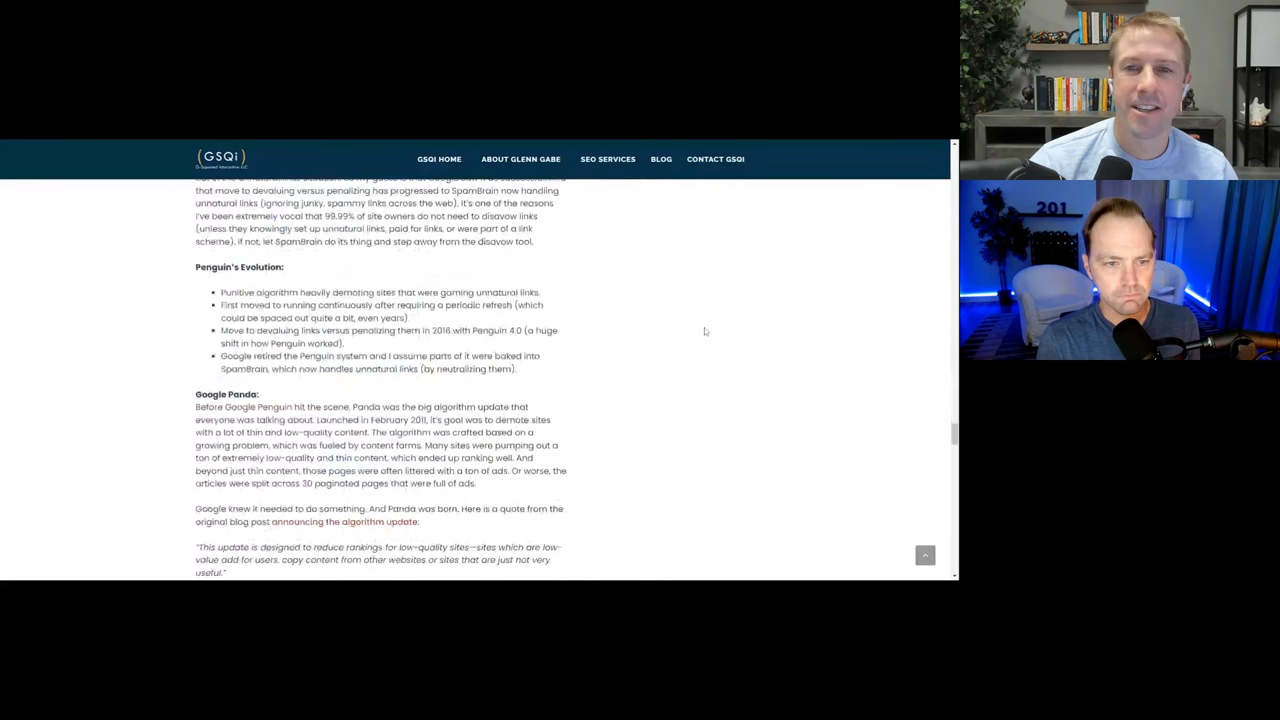 (GSQi)
G-Squared Interactive LLC
GSQI HOME
ABOUT GLENN GABE
SEO SERVICES
BLOG
CONTACT GSQI
that move to devaluing versus penalizing has progressed to SpamBrain now handling
unnatural links (ignoring junky, spammy links across the web). It's one of the reasons
I've been extremely vocal that 99.99% of site owners do not need to disavow links
(unless they knowingly set up unnatural links, paid for links, or were part of a link
scheme). If not, let SpamBrain do its thing and step away from the disavow tool.
Penguin's Evolution:
• Punitive algorithm heavily demoting sites that were gaming unnatural links.
• First moved to running continuously after requiring a periodic refresh (which
could be spaced out quite a bit, even years).
• Move to devaluing links versus penalizing them in 2016 with Penguin 4.0 (a huge
shift in how Penguin worked).
• Google retired the Penguin system and I assume parts of it were baked into
SpamBrain, which now handles unnatural links (by neutralizing them).
Google Panda:
Before Google Penguin hit the scene, Panda was the big algorithm update that
everyone was talking about. Launched in February 2011, it's goal was to demote sites
with a lot of thin and low-quality content. The algorithm was crafted based on a
growing problem, which was fueled by content farms. Many sites were pumping out a
ton of extremely low-quality and thin content, which ended up ranking well. And
beyond just thin content, those pages were often littered with a ton of ads. Or worse, the
articles were split across 30 paginated pages that were full of ads.
Google knew it needed to do something. And Panda was born. Here is a quote from the
original blog post announcing the algorithm update:
"This update is designed to reduce rankings for low-quality sites—sites which are low-
value add for users, copy content from other websites or sites that are just not very
useful."
201